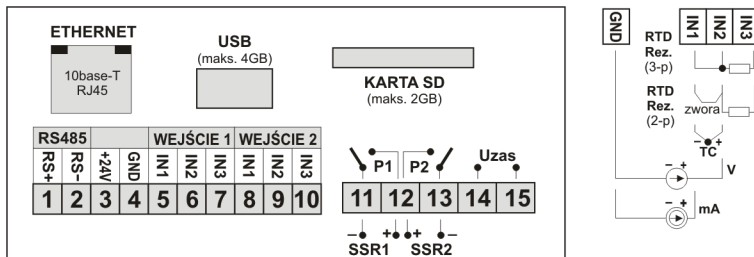 ETHERNET
10base-T
RJ45
USB
(maks. 4GB)
KARTA SD
(maks. 2GB)
RS485 WEJŚCIE 1 WEJŚCIE 2
RS+ RS- +24V GND IN1 IN2 IN3 IN1 IN2 IN3
1 2 3 4 5 6 7 8 9 10
P1 P2 Uzas
11 12 13 14 15
– + + –
SSR1 SSR2
GND IN1 IN2 IN3
RTD
Rez.
(3-p)
RTD
Rez.
(2-p)
zwora
– +
TC
– +
V
– +
mA